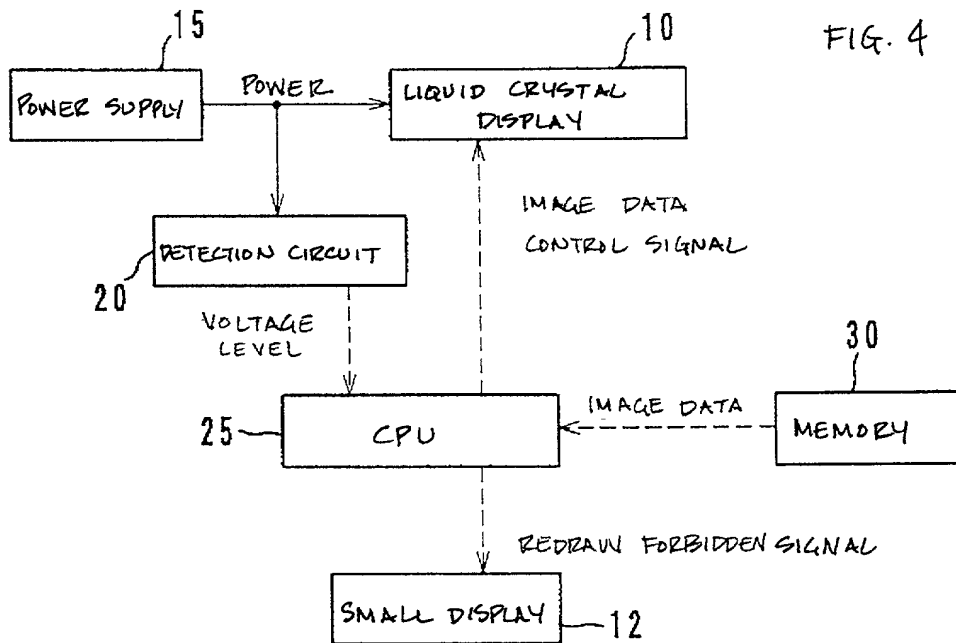 15
10
FIG. 4
POWER SUPPLY
POWER
LIQUID CRYSTAL
DISPLAY
DETECTION CIRCUIT
20
IMAGE DATA
CONTROL SIGNAL
VOLTAGE
LEVEL
30
25
CPU
IMAGE DATA
MEMORY
REDRAW FORBIDDEN SIGNAL
SMALL DISPLAY
12